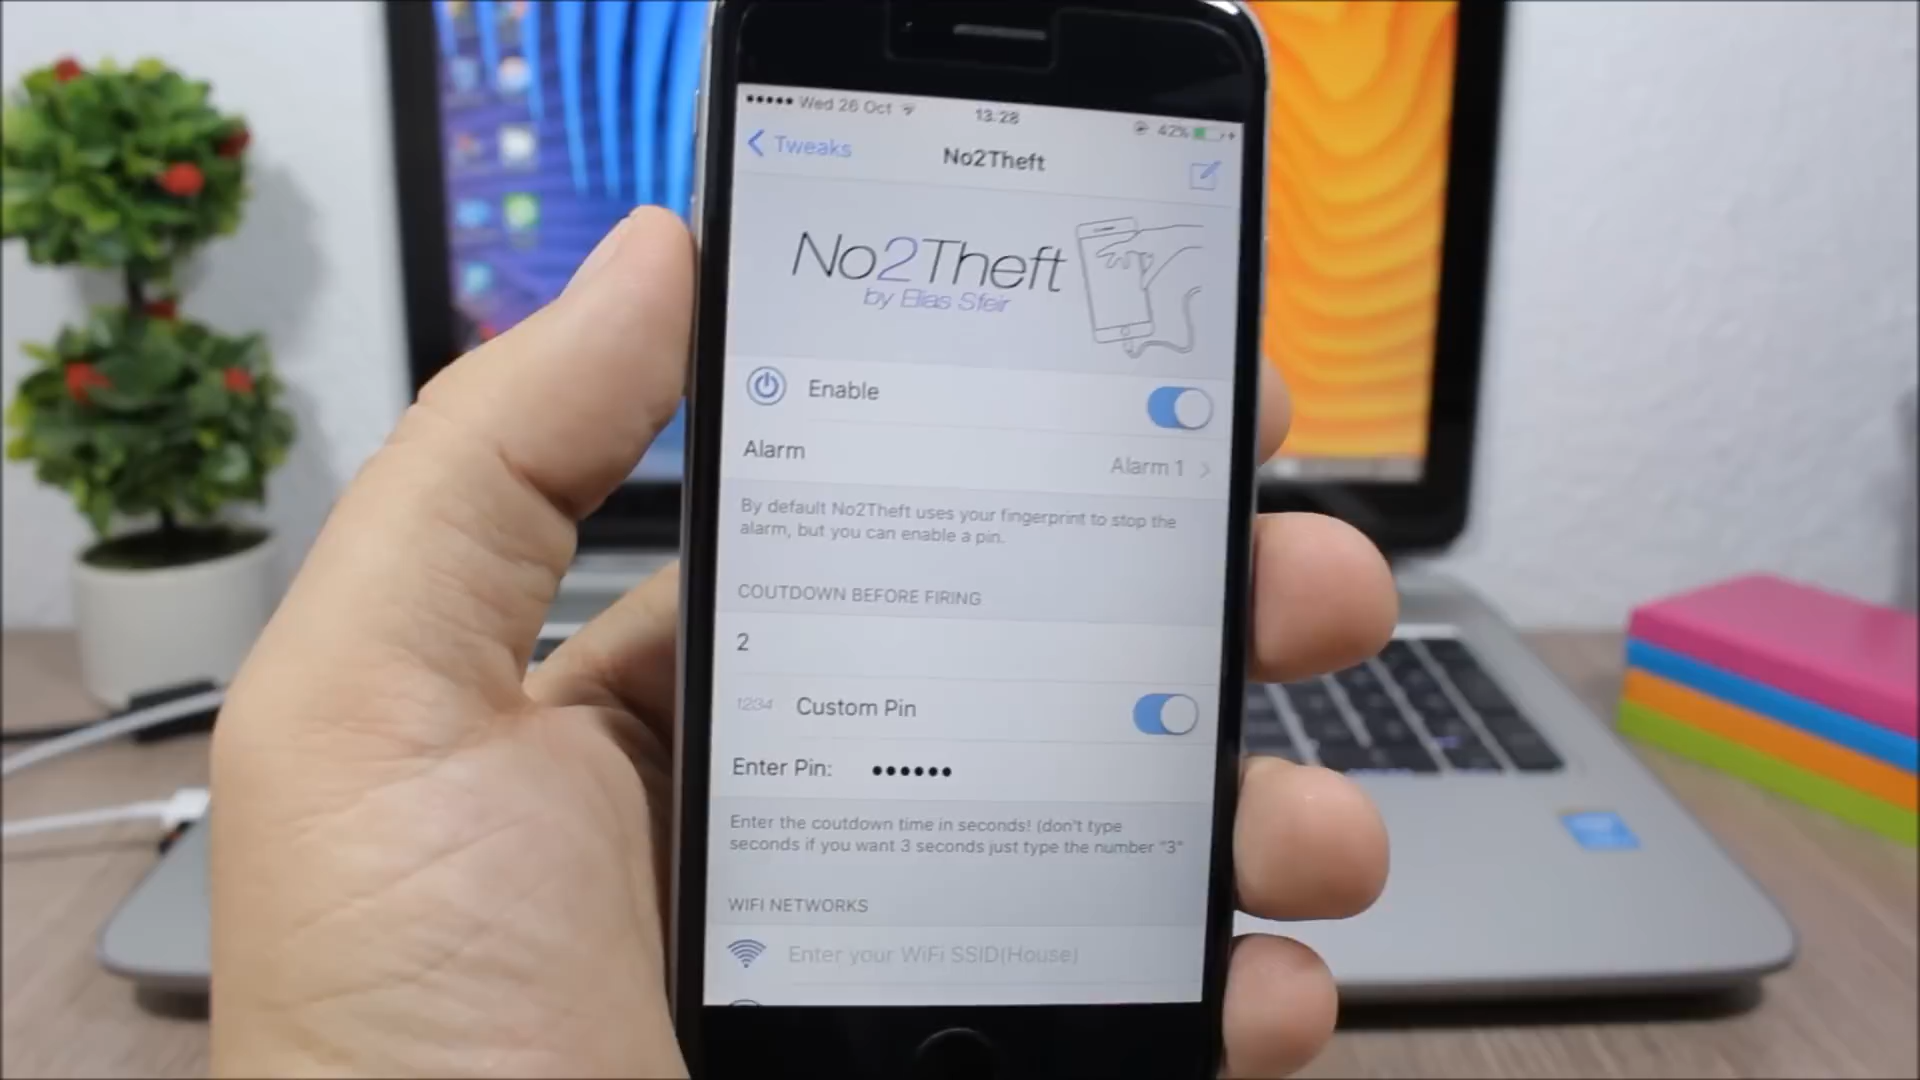 Wed 26 Oct
13:28
42%
Tweaks
No2Theft
No2Theft
by Elias Sfeir
Enable
Alarm
Alarm 1
By default No2Theft uses your fingerprint to stop the
alarm, but you can enable a pin.
COUTDOWN BEFORE FIRING
2
1234
Custom Pin
Enter Pin: ••••••
Enter the coutdown time in seconds! (don't type
seconds if you want 3 seconds just type the number "3"
WIFI NETWORKS
Enter your WiFi SSID(House)